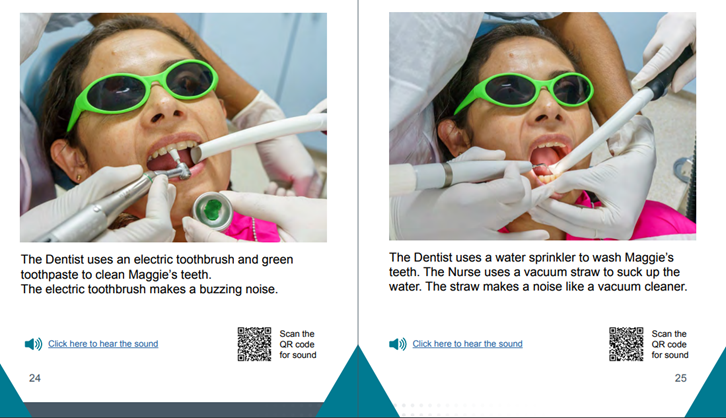 The Dentist uses an electric toothbrush and green
toothpaste to clean Maggie's teeth.
The electric toothbrush makes a buzzing noise.
Click here to hear the sound
Scan the
QR code
for sound
24
The Dentist uses a water sprinkler to wash Maggie's
teeth. The Nurse uses a vacuum straw to suck up the
water. The straw makes a noise like a vacuum cleaner.
Click here to hear the sound
Scan the
QR code
for sound
25